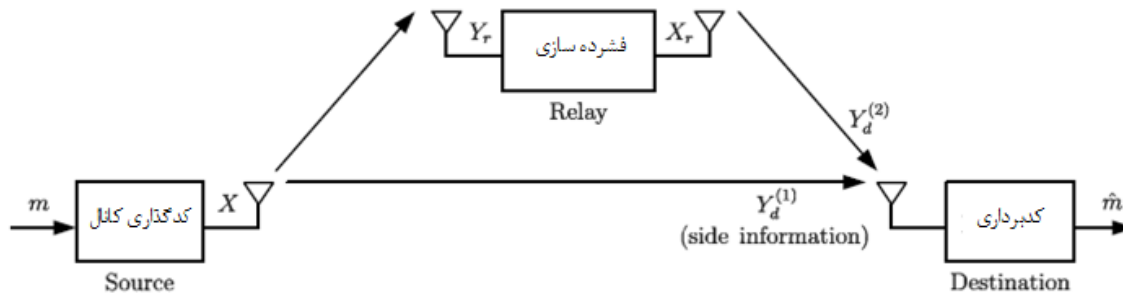 Y_r
فشرده سازی
X_r
Relay
Y_d^{(2)}
m
کدگذاری کانال
X
Y_d^{(1)}
(side information)
کدبرداری
m̂
Source
Destination